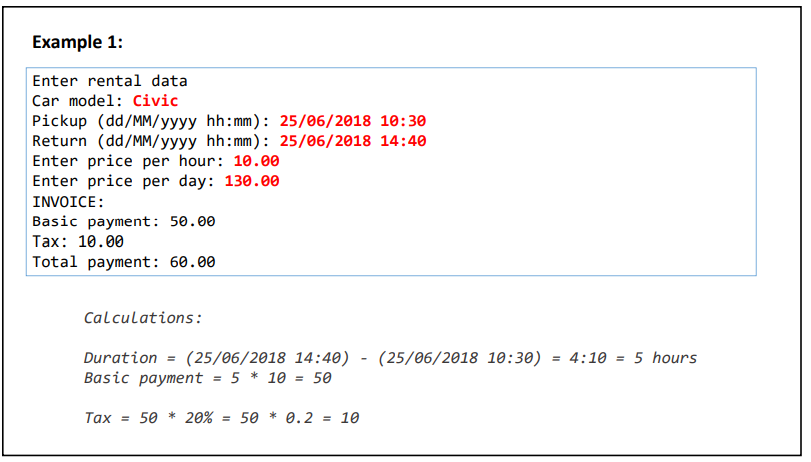 Example 1:
Enter rental data
Car model: Civic
Pickup (dd/MM/yyyy hh:mm): 25/06/2018 10:30
Return (dd/MM/yyyy hh:mm): 25/06/2018 14:40
Enter price per hour: 10.00
Enter price per day: 130.00
INVOICE:
Basic payment: 50.00
Tax: 10.00
Total payment: 60.00
Calculations:
Duration = (25/06/2018 14:40) - (25/06/2018 10:30) = 4:10 = 5 hours
Basic payment = 5 * 10 = 50
Tax = 50 * 20% = 50 * 0.2 = 10